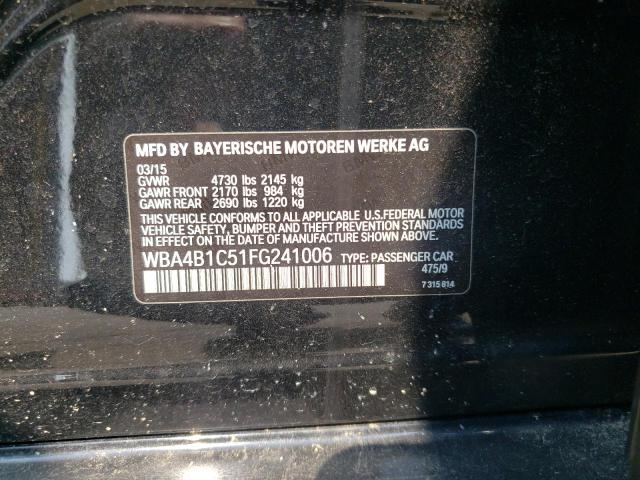 MFD BY BAYERISCHE MOTOREN WERKE AG
03/15
GVWR 4730 lbs 2145 kg
GAWR FRONT 2170 lbs 984 kg
GAWR REAR 2690 lbs 1220 kg
THIS VEHICLE CONFORMS TO ALL APPLICABLE U.S.FEDERAL MOTOR
VEHICLE SAFETY, BUMPER AND THEFT PREVENTION STANDARDS IN
EFFECT ON THE DATE OF MANUFACTURE SHOWN ABOVE.
WBA4B1C51FG241006 TYPE: PASSENGER CAR
475/9
7 315 814